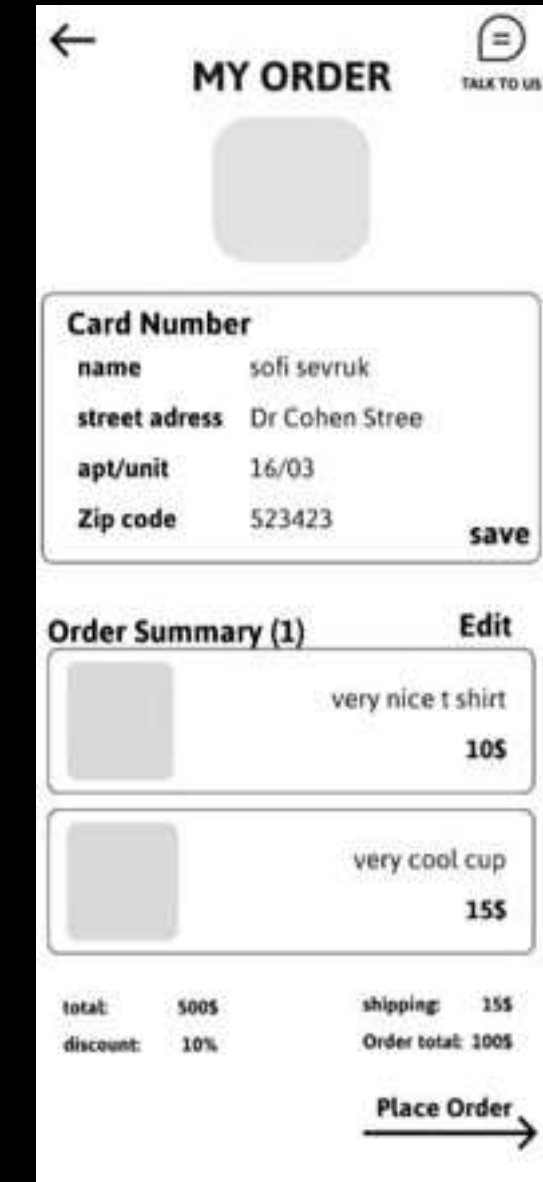 MY ORDER
TALK TO US
Card Number
name sofi sevruk
street adress Dr Cohen Stree
apt/unit 16/03
Zip code 523423
save
Order Summary (1) Edit
very nice t shirt
10$
very cool cup
15$
total: 500$ shipping: 15$
discount: 10% Order total: 100$
Place Order